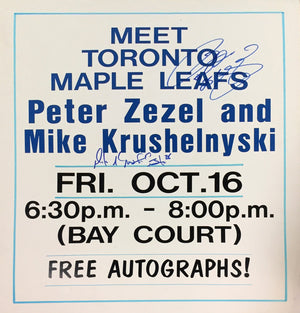 MEET
TORONTO
MAPLE LEAFS
Peter Zezel and
Mike Krushelnyski
FRI. OCT.16
6:30p.m. - 8:00p.m.
(BAY COURT)
FREE AUTOGRAPHS!